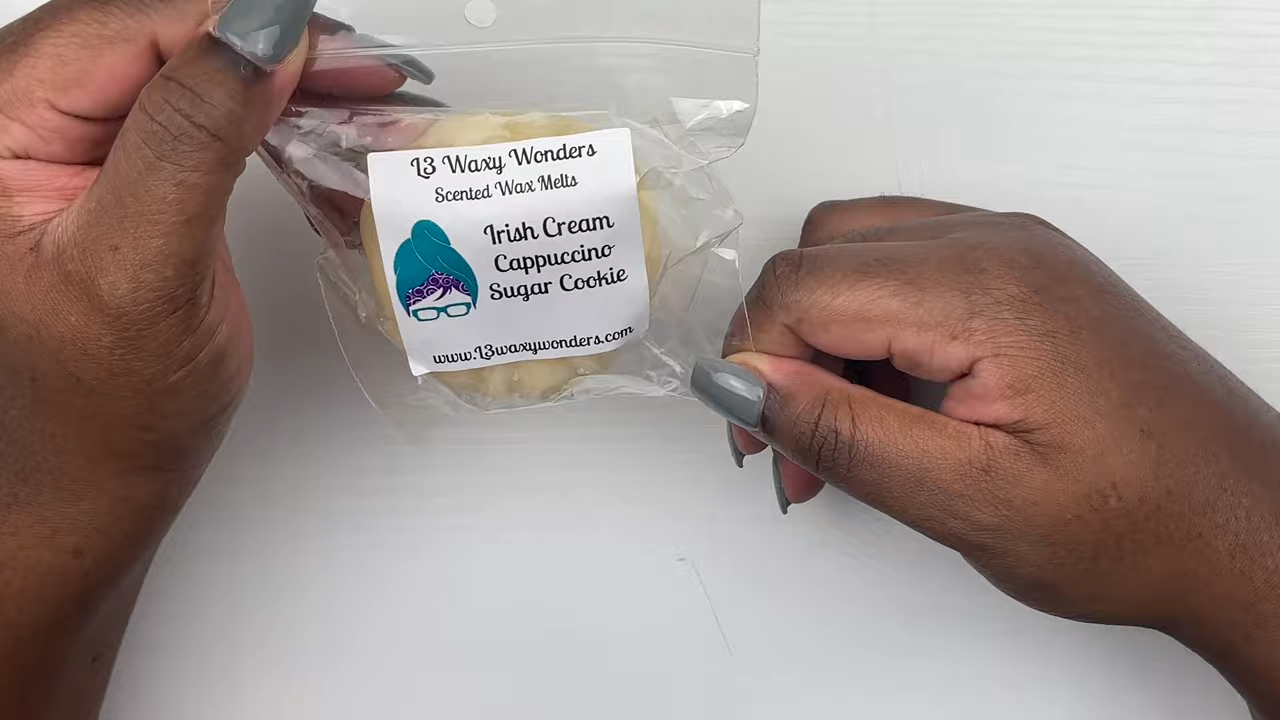 L3 Waxy Wonders
Scented Wax Melts
Irish Cream
Cappuccino
Sugar Cookie
www.L3waxywonders.com